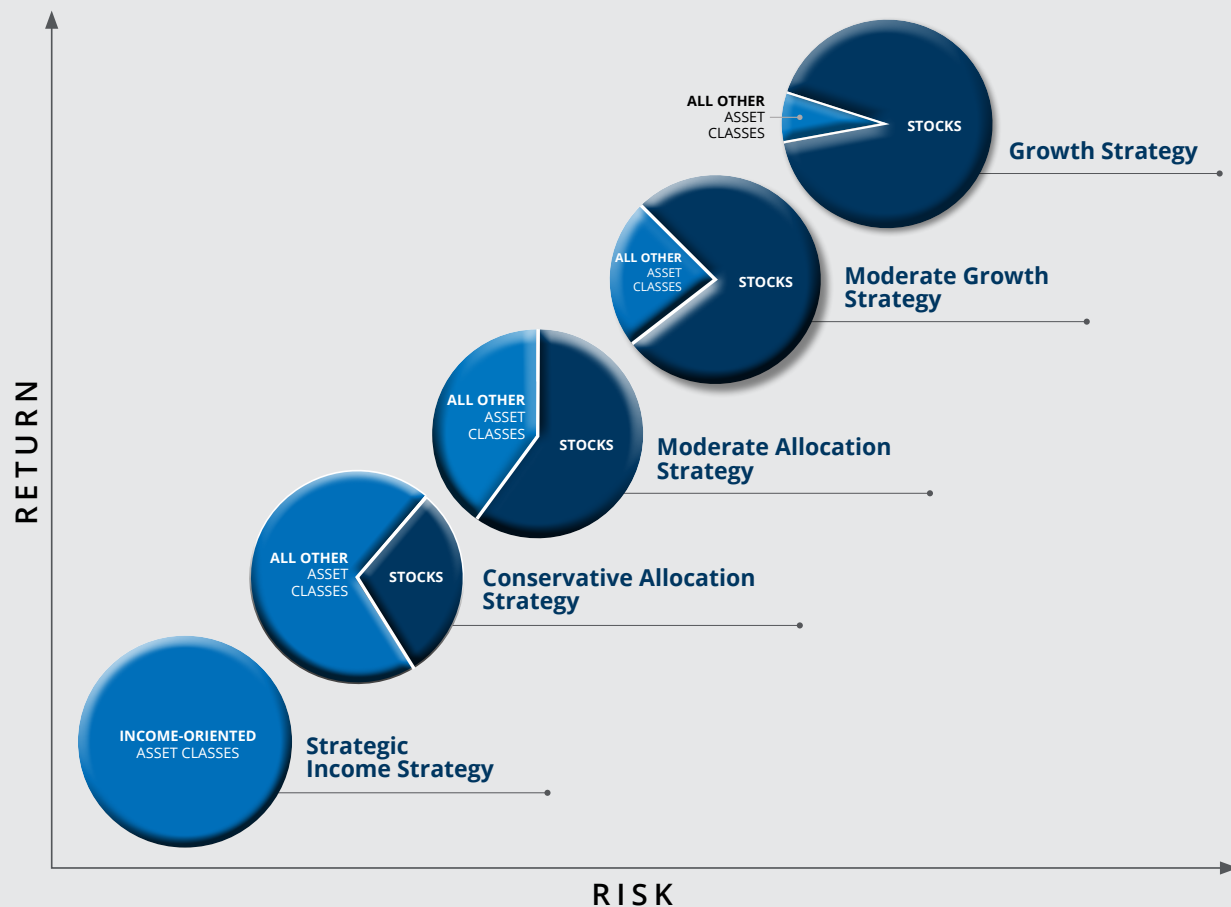 ALL OTHER
ASSET
CLASSES
STOCKS
Growth Strategy
ALL OTHER
ASSET
CLASSES
STOCKS
Moderate Growth
Strategy
ALL OTHER
ASSET
CLASSES
STOCKS
Moderate Allocation
Strategy
ALL OTHER
ASSET
CLASSES
STOCKS
Conservative Allocation
Strategy
INCOME-ORIENTED
ASSET CLASSES
Strategic
Income Strategy
RETURN
RISK